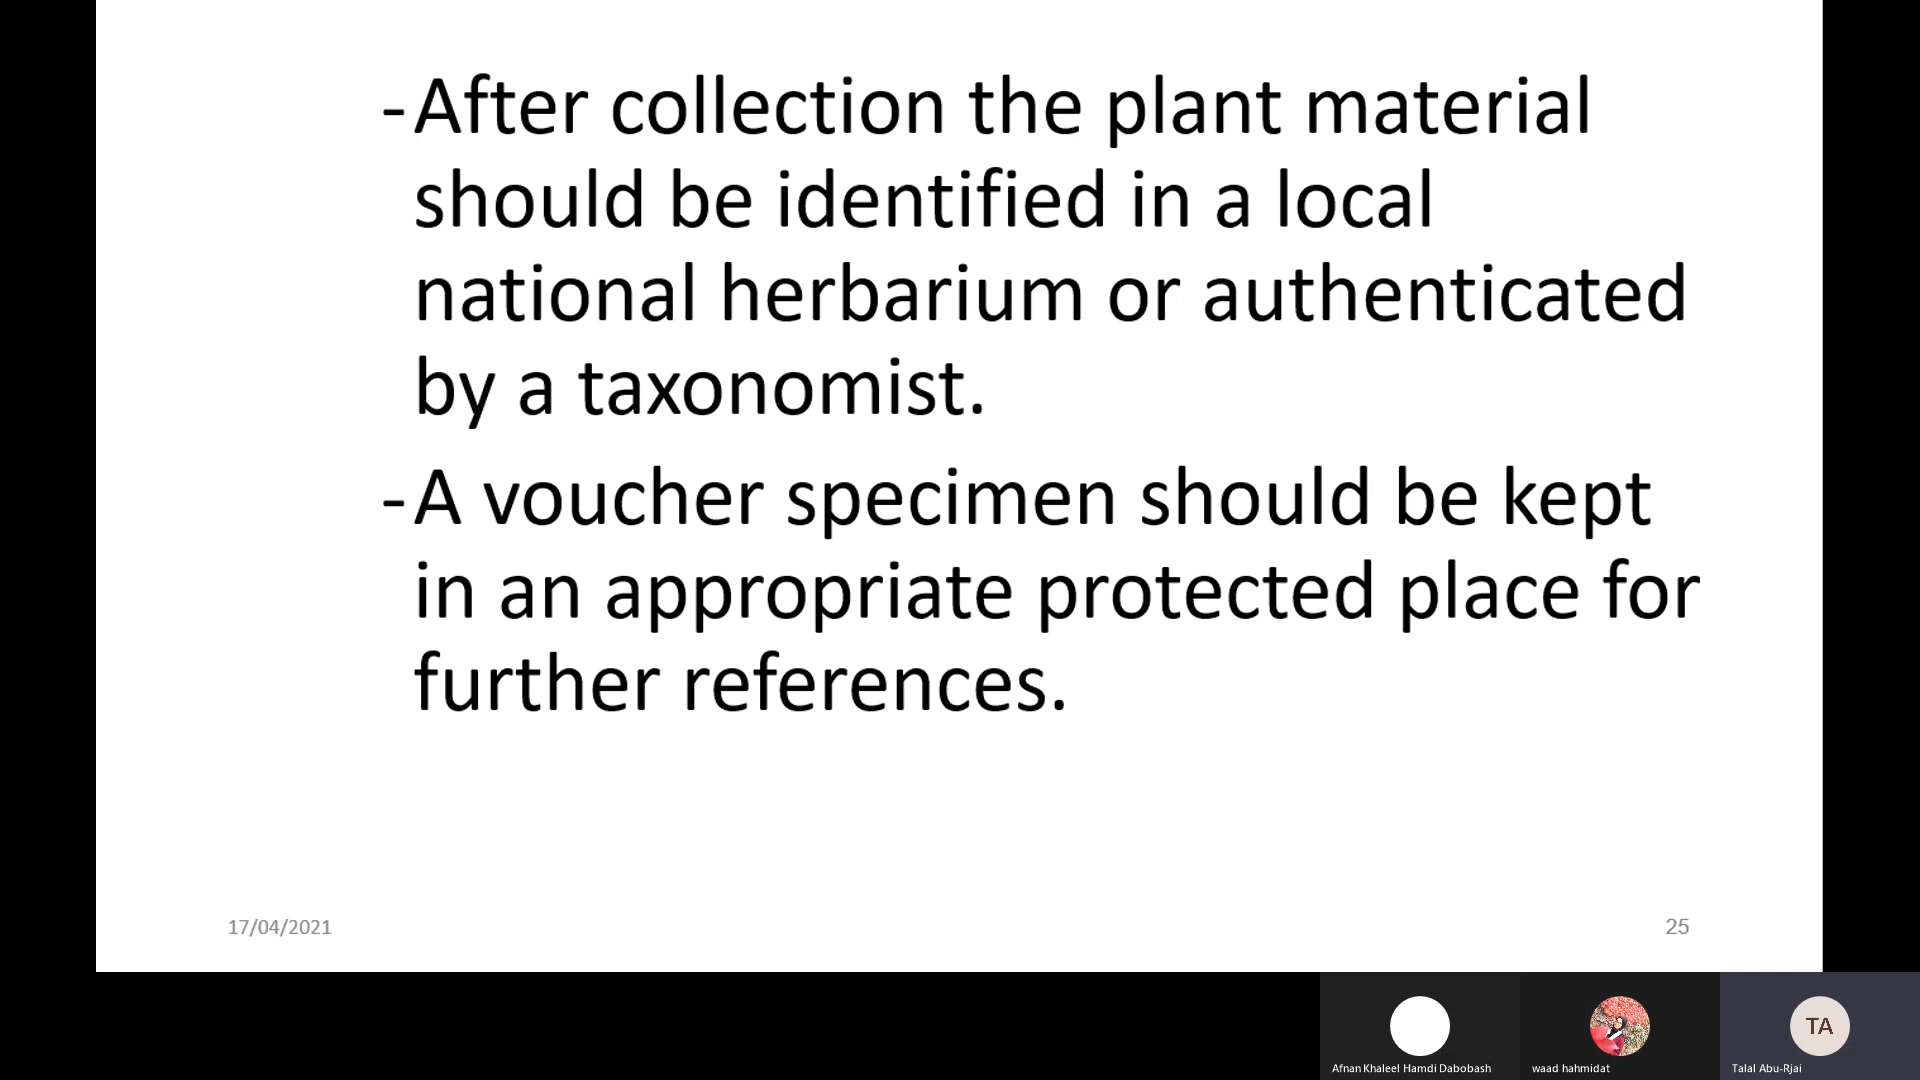 -After collection the plant material
should be identified in a local
national herbarium or authenticated
by a taxonomist.
-A voucher specimen should be kept
in an appropriate protected place for
further references.
17/04/2021
25
TA
Afnan Khaleel Hamdi Dabobash
waad hahmidat
Talal Abu-Rjai